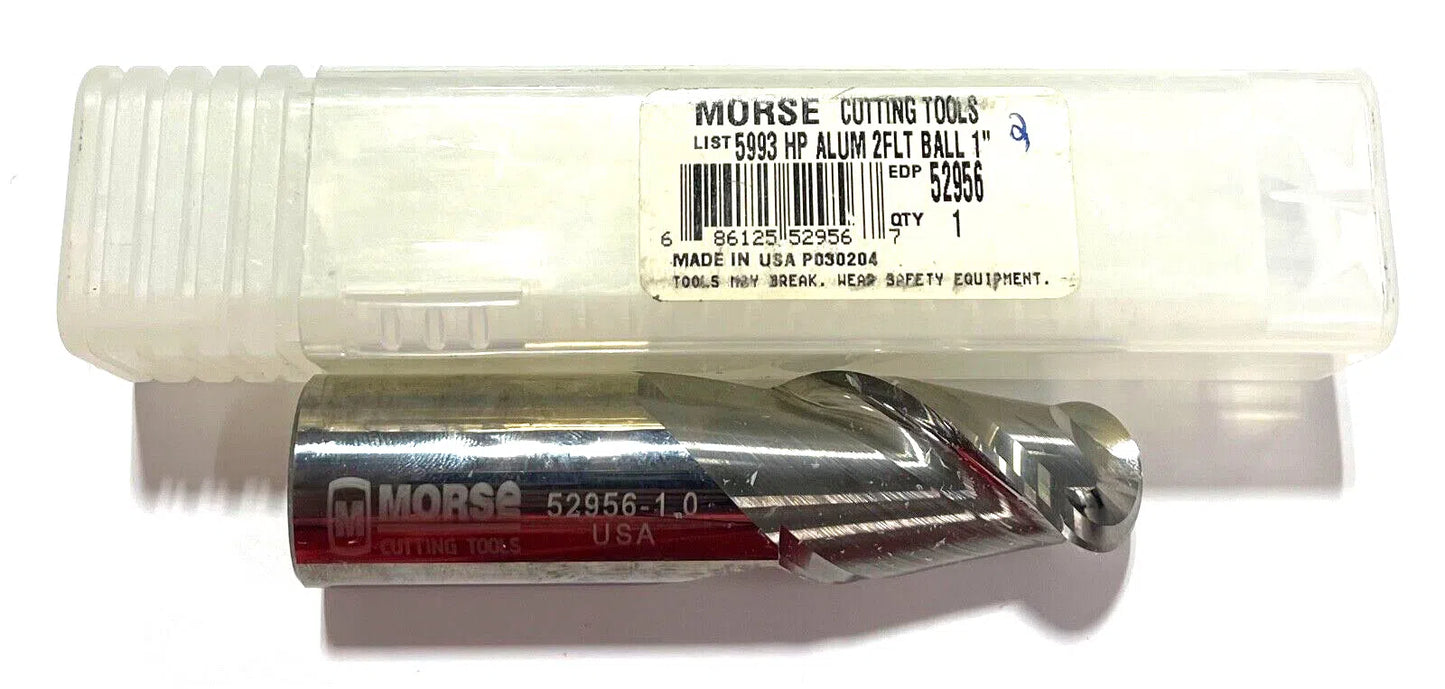 MORSE CUTTING TOOLS
2
LIST 5993 HP ALUM 2FLT BALL 1"
EDP 52956
QTY 1
6 86125 52956 7
MADE IN USA P030204
TOOLS MAY BREAK. WEAR SAFETY EQUIPMENT.
M MORSE 52956-1.0
CUTTING TOOLS USA